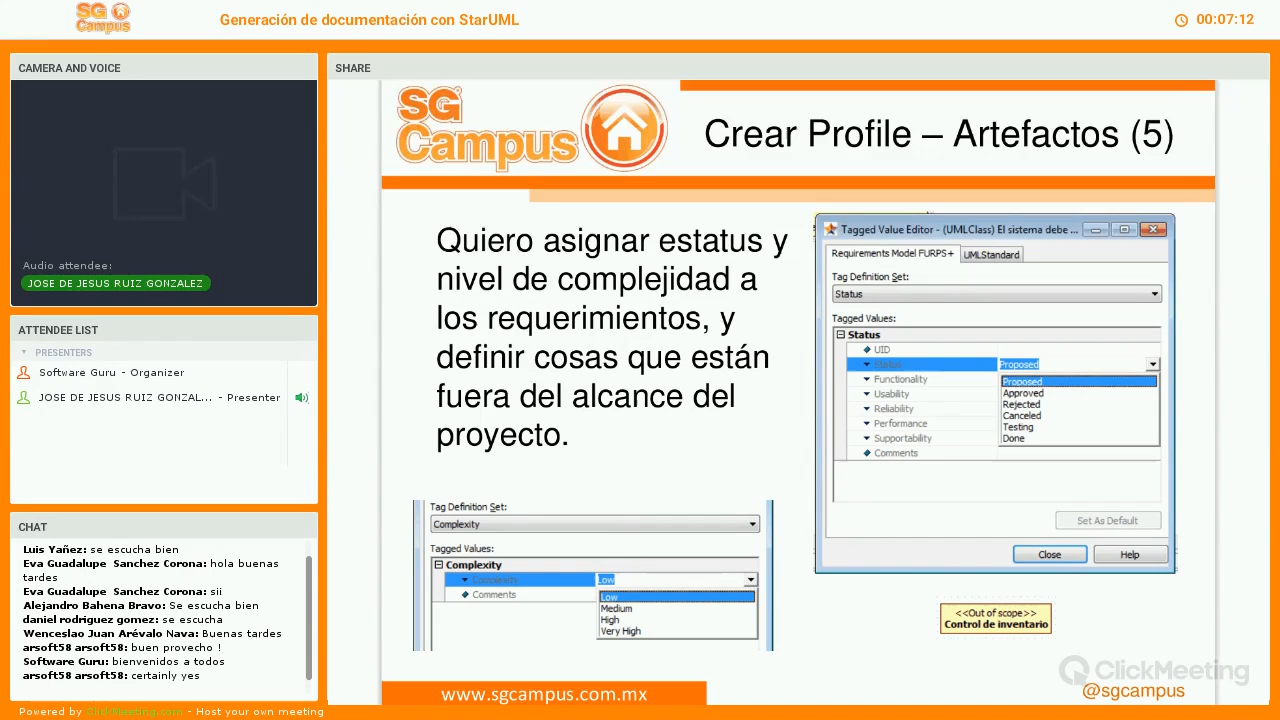 SG
Campus
Generación de documentación con StarUML
00:07:12
CAMERA AND VOICE
Audio attendee:
JOSE DE JESUS RUIZ GONZALEZ
ATTENDEE LIST
PRESENTERS
Software Guru - Organizer
JOSE DE JESUS RUIZ GONZAL... - Presenter
CHAT
Luis Yañez: se escucha bien
Eva Guadalupe Sanchez Corona: hola buenas
tardes
Eva Guadalupe Sanchez Corona: sii
Alejandro Bahena Bravo: Se escucha bien
daniel rodriguez gomez: se escucha
Wenceslao Juan Arévalo Nava: Buenas tardes
arsoft58 arsoft58: buen provecho !
Software Guru: bienvenidos a todos
arsoft58 arsoft58: certainly yes
Powered by ClickMeeting.com - Host your own meeting
SHARE
SG
Campus
Crear Profile – Artefactos (5)
Quiero asignar estatus y
nivel de complejidad a
los requerimientos, y
definir cosas que están
fuera del alcance del
proyecto.
Tagged Value Editor - (UMLClass) El sistema debe ...
Requirements Model FURPS+ UMLStandard
Tag Definition Set:
Status
Tagged Values:
Status
UID
Status Proposed
Functionality
Usability
Reliability
Performance
Supportability
Comments
Proposed
Approved
Rejected
Canceled
Testing
Done
Set As Default
Close Help
Tag Definition Set:
Complexity
Tagged Values:
Complexity
Complexity Low
Comments
Low
Medium
High
Very High
<<Out of scope>>
Control de inventario
www.sgcampus.com.mx
ClickMeeting
@sgcampus